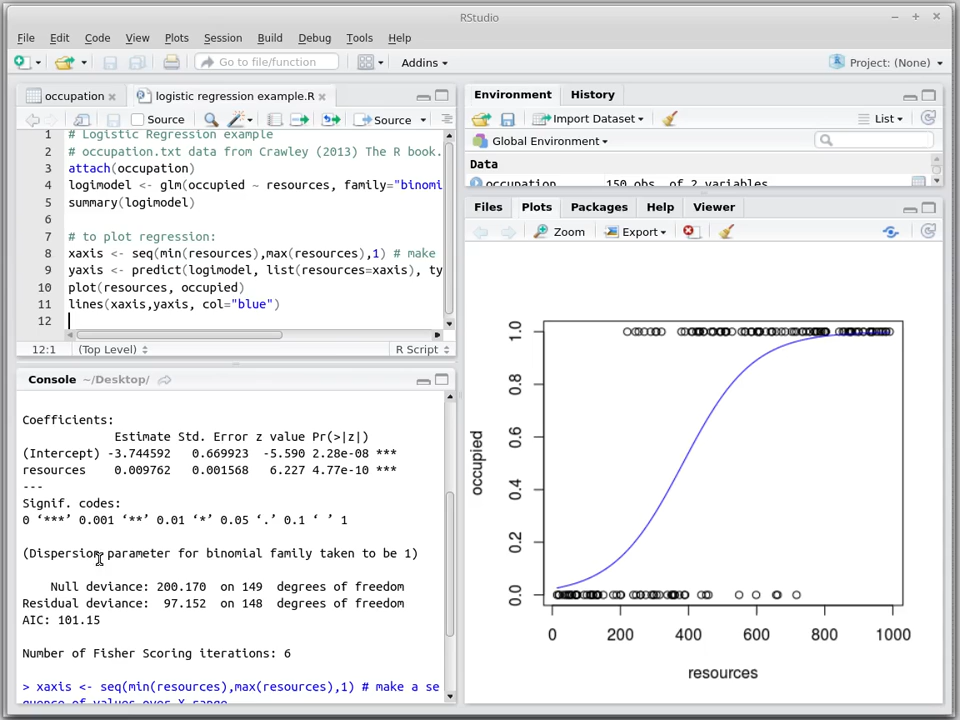 RStudio
File Edit Code View Plots Session Build Debug Tools Help
Go to file/function
Addins
Project: (None)
occupation
logistic regression example.R
Source
Source
1 # Logistic Regression example
2 # occupation.txt data from Crawley (2013) The R book.
3 attach(occupation)
4 logimodel <- glm(occupied ~ resources, family="binomi
5 summary(logimodel)
6
7 # to plot regression:
8 xaxis <- seq(min(resources),max(resources),1) # make
9 yaxis <- predict(logimodel, list(resources=xaxis), ty
10 plot(resources, occupied)
11 lines(xaxis,yaxis, col="blue")
12
12:1 (Top Level) R Script
Console ~/Desktop/
Coefficients:
Estimate Std. Error z value Pr(>|z|)
(Intercept) -3.744592 0.669923 -5.590 2.28e-08 ***
resources 0.009762 0.001568 6.227 4.77e-10 ***
---
Signif. codes:
0 ‘***’ 0.001 ‘**’ 0.01 ‘*’ 0.05 ‘.’ 0.1 ‘ ’ 1
(Dispersion parameter for binomial family taken to be 1)
Null deviance: 200.170 on 149 degrees of freedom
Residual deviance: 97.152 on 148 degrees of freedom
AIC: 101.15
Number of Fisher Scoring iterations: 6
> xaxis <- seq(min(resources),max(resources),1) # make a se
quence of values over X range
Environment History
Import Dataset
List
Global Environment
Data
occupation 150 obs. of 2 variables
Files Plots Packages Help Viewer
Zoom Export
occupied
1.0
0.8
0.6
0.4
0.2
0.0
0 200 400 600 800 1000
resources